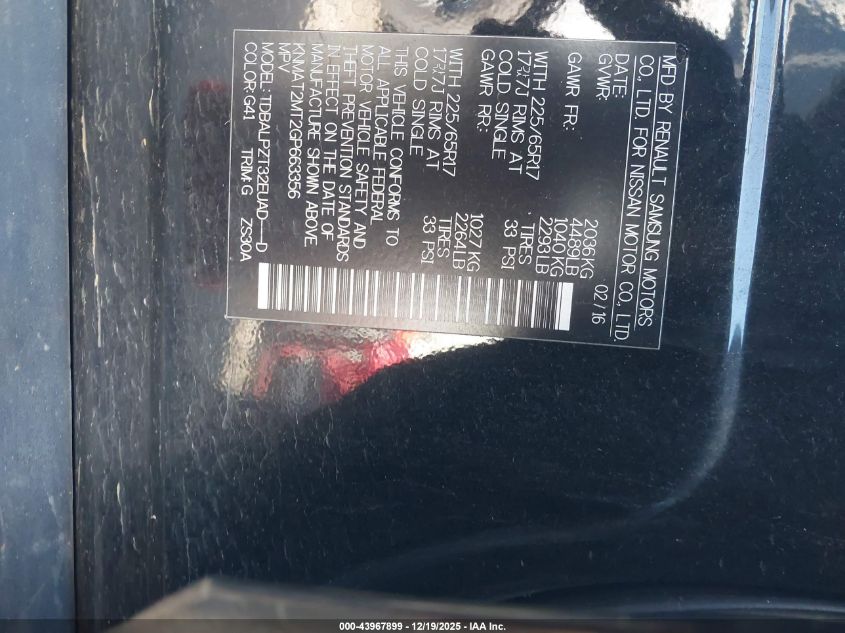 MFD BY RENAULT SAMSUNG MOTORS
CO., LTD. FOR NISSAN MOTOR CO., LTD.
DATE: 02/16
GVWR: 2036KG 4489LB
GAWR FR: 1040KG 2293LB
WITH 225/65R17 TIRES
17X7J RIMS AT 33 PSI
COLD SINGLE
GAWR RR: 1027KG 2264LB
WITH 225/65R17 TIRES
17X7J RIMS AT 33 PSI
COLD SINGLE
THIS VEHICLE CONFORMS TO
ALL APPLICABLE FEDERAL
MOTOR VEHICLE SAFETY AND
THEFT PREVENTION STANDARDS
IN EFFECT ON THE DATE OF
MANUFACTURE SHOWN ABOVE
KNMAT2MT2GP663356
MPV
MODEL: TDBALPZT32EUAD----D
COLOR: G41 TRIM: G ZS30A
000-43967899 - 12/19/2025 - IAA Inc.